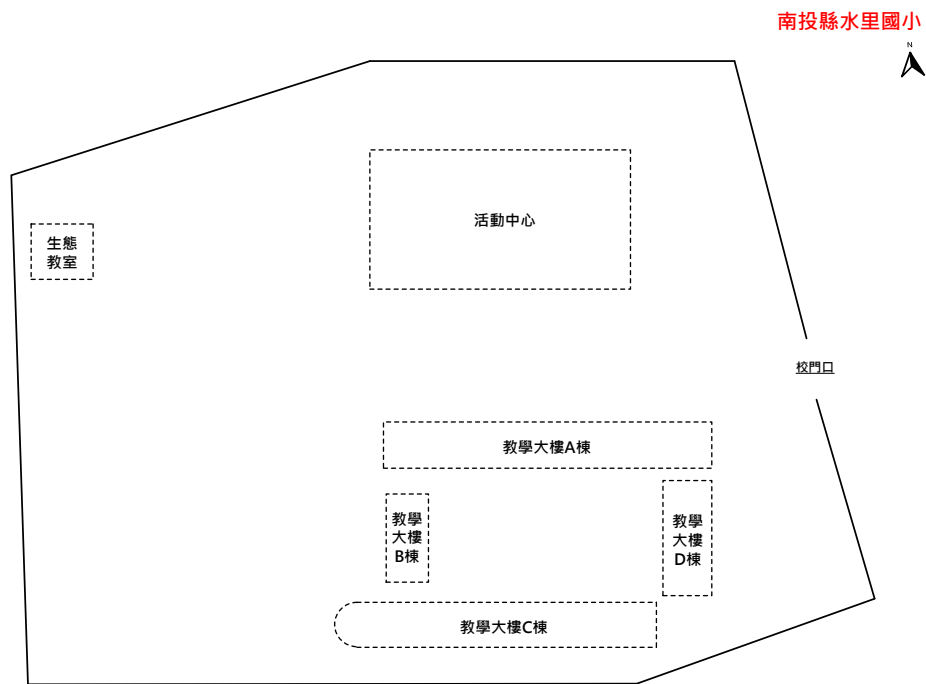 南投縣水里國小
N
活動中心
生態
教室
校門口
教學大樓A棟
教學
大樓
B棟
教學
大樓
D棟
教學大樓C棟